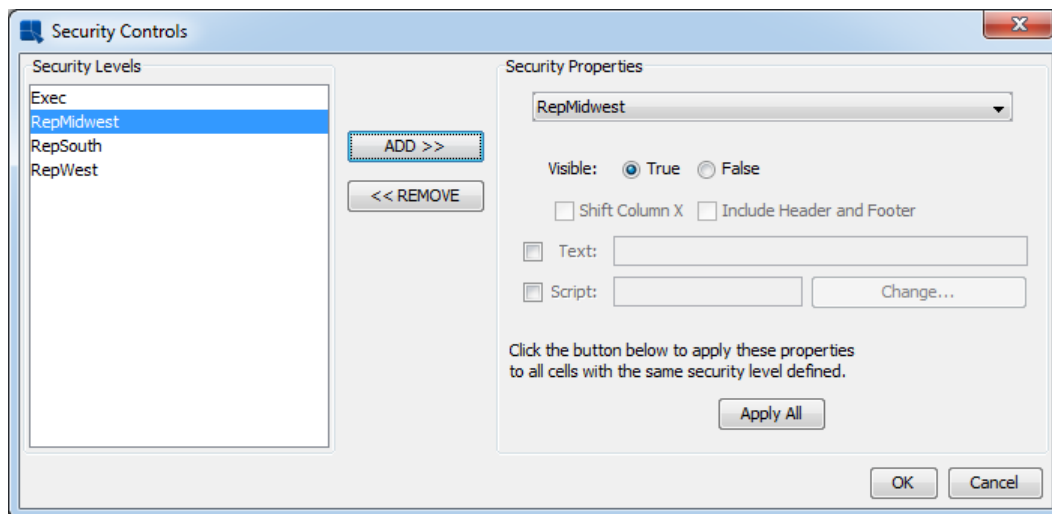 Security Controls
Security Levels
Exec
RepMidwest
RepSouth
RepWest
ADD >>
<< REMOVE
Security Properties
RepMidwest
Visible: True False
Shift Column X Include Header and Footer
Text:
Script: Change...
Click the button below to apply these properties
to all cells with the same security level defined.
Apply All
OK Cancel